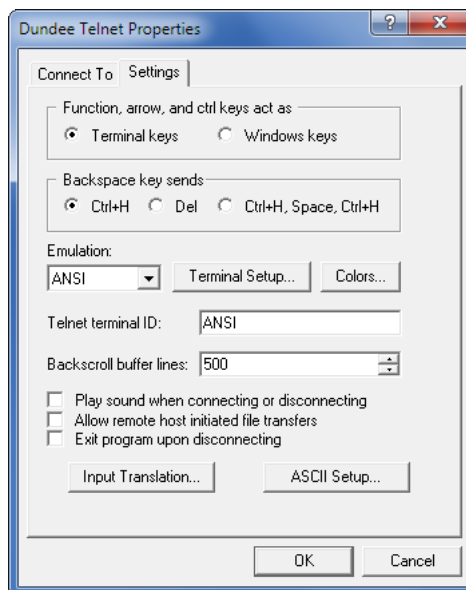 Dundee Telnet Properties
Connect To Settings
Function, arrow, and ctrl keys act as
Terminal keys Windows keys
Backspace key sends
Ctrl+H Del Ctrl+H, Space, Ctrl+H
Emulation:
ANSI Terminal Setup... Colors...
Telnet terminal ID: ANSI
Backscroll buffer lines: 500
Play sound when connecting or disconnecting
Allow remote host initiated file transfers
Exit program upon disconnecting
Input Translation... ASCII Setup...
OK Cancel